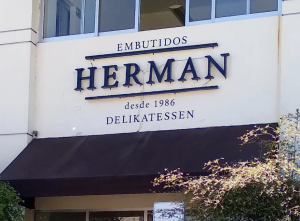 EMBUTIDOS
HERMAN
desde 1986
DELIKATESSEN